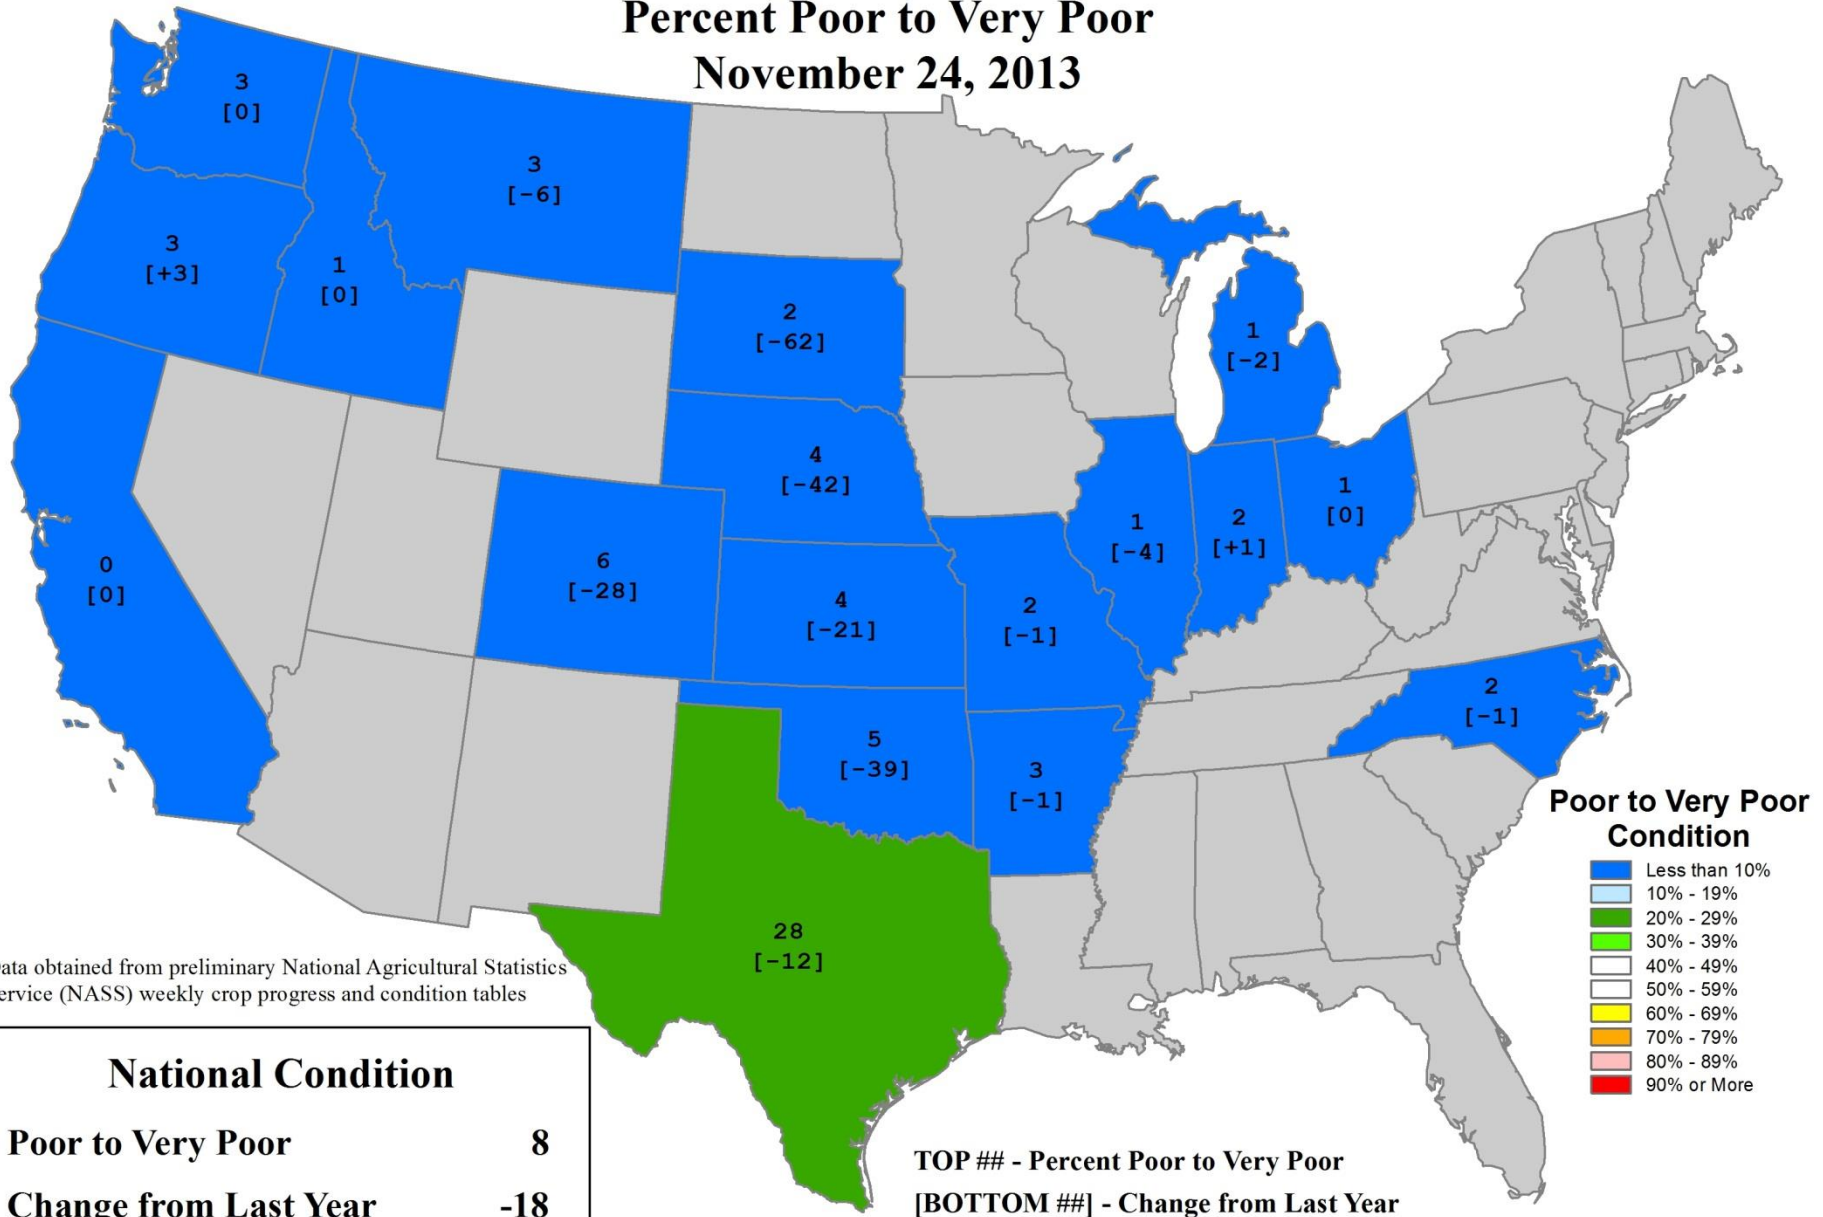 Percent Poor to Very Poor
November 24, 2013
3
[0]
3
[-6]
3
[+3]
1
[0]
2
[-62]
1
[-2]
4
[-42]
1
[0]
0
[0]
6
[-28]
4
[-21]
2
[-1]
1
[-4]
2
[+1]
2
[-1]
5
[-39]
3
[-1]
28
[-12]
Poor to Very Poor
Condition
Less than 10%
10% - 19%
20% - 29%
30% - 39%
40% - 49%
50% - 59%
60% - 69%
70% - 79%
80% - 89%
90% or More
ata obtained from preliminary National Agricultural Statistics
ervice (NASS) weekly crop progress and condition tables
National Condition
Poor to Very Poor 8
Change from Last Year -18
TOP ## - Percent Poor to Very Poor
[BOTTOM ##] - Change from Last Year